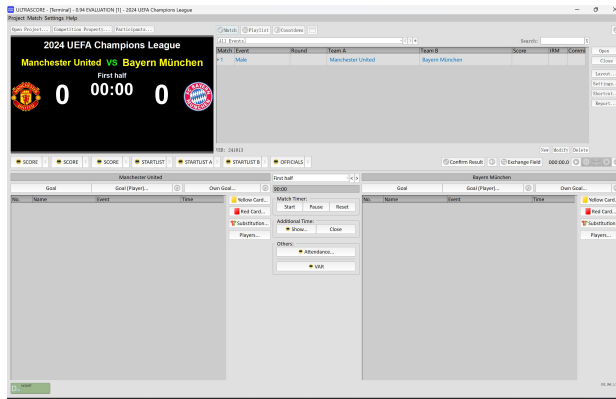 ULTRASCORE - [Terminal] - 0.94 EVALUATION [1] - 2024 UEFA Champions League
Project Match Settings Help
Open Project... Competition Property... Participants...
Match Playlist Countdown
2024 UEFA Champions League
Manchester United VS Bayern München
First half
0 00:00 0
All Events
Search:
Match Event Round Team A Team B Score IRM Commi
1 Male Manchester United Bayern München
Open
Close
Layout...
Settings...
Shortcut...
Report...
New Modify Delete
SCORE SCORE SCORE STARTLIST STARTLIST A STARTLIST B OFFICIALS
Confirm Result Exchange Field 000:00.0
Manchester United
Goal Goal (Player)... Own Goal...
No. Name Event Time
Yellow Card...
Red Card...
Substitution...
Players...
First half
90:00
Match Timer:
Start Pause Reset
Additional Time:
Show... Close
Others:
Attendance...
VAR
Bayern München
Goal Goal (Player)... Own Goal...
No. Name Event Time
Yellow Card...
Red Card...
Substitution...
Players...